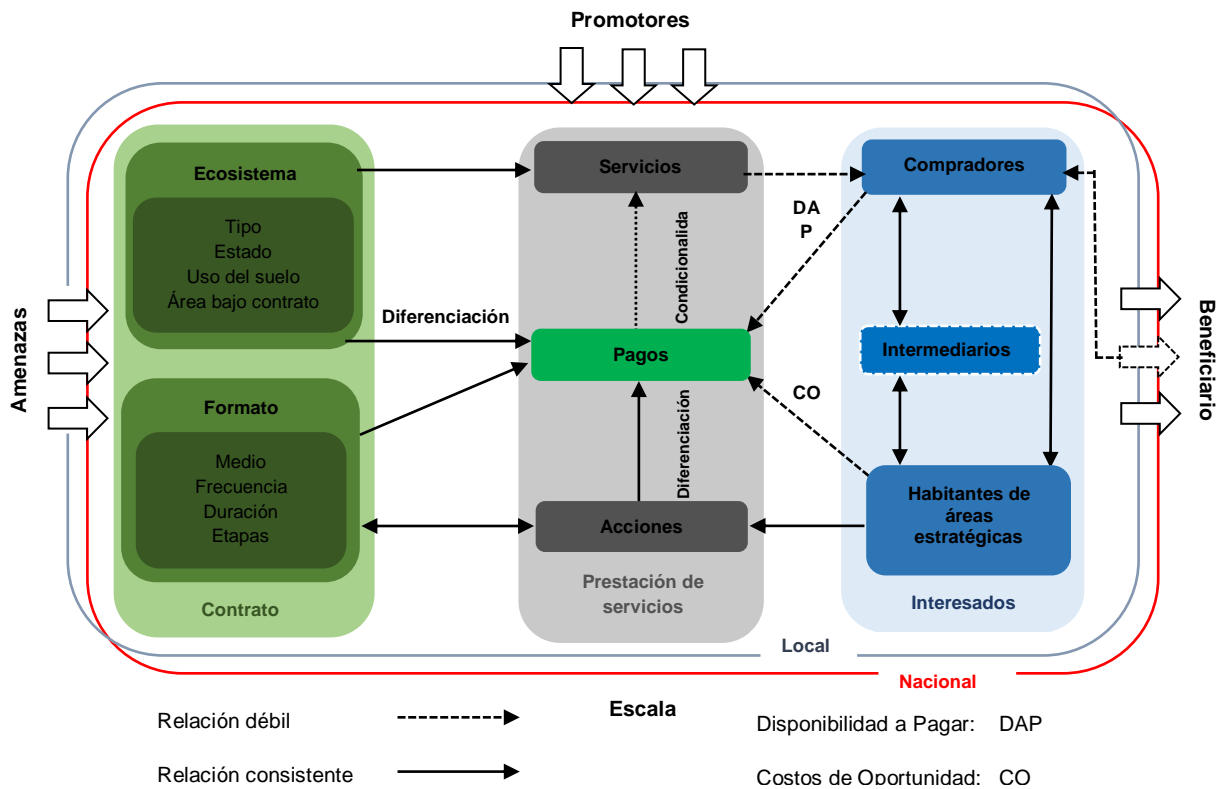 Promotores
Amenazas
Ecosistema
Tipo
Estado
Uso del suelo
Área bajo contrato
Formato
Medio
Frecuencia
Duración
Etapas
Contrato
Diferenciación
Servicios
Condicionalida
Pagos
Diferenciación
Acciones
Prestación de
servicios
DA
P
CO
Compradores
Intermediarios
Habitantes de
áreas
estratégicas
Interesados
Beneficiario
Local
Nacional
Escala
Relación débil
Relación consistente
Disponibilidad a Pagar: DAP
Costos de Oportunidad: CO